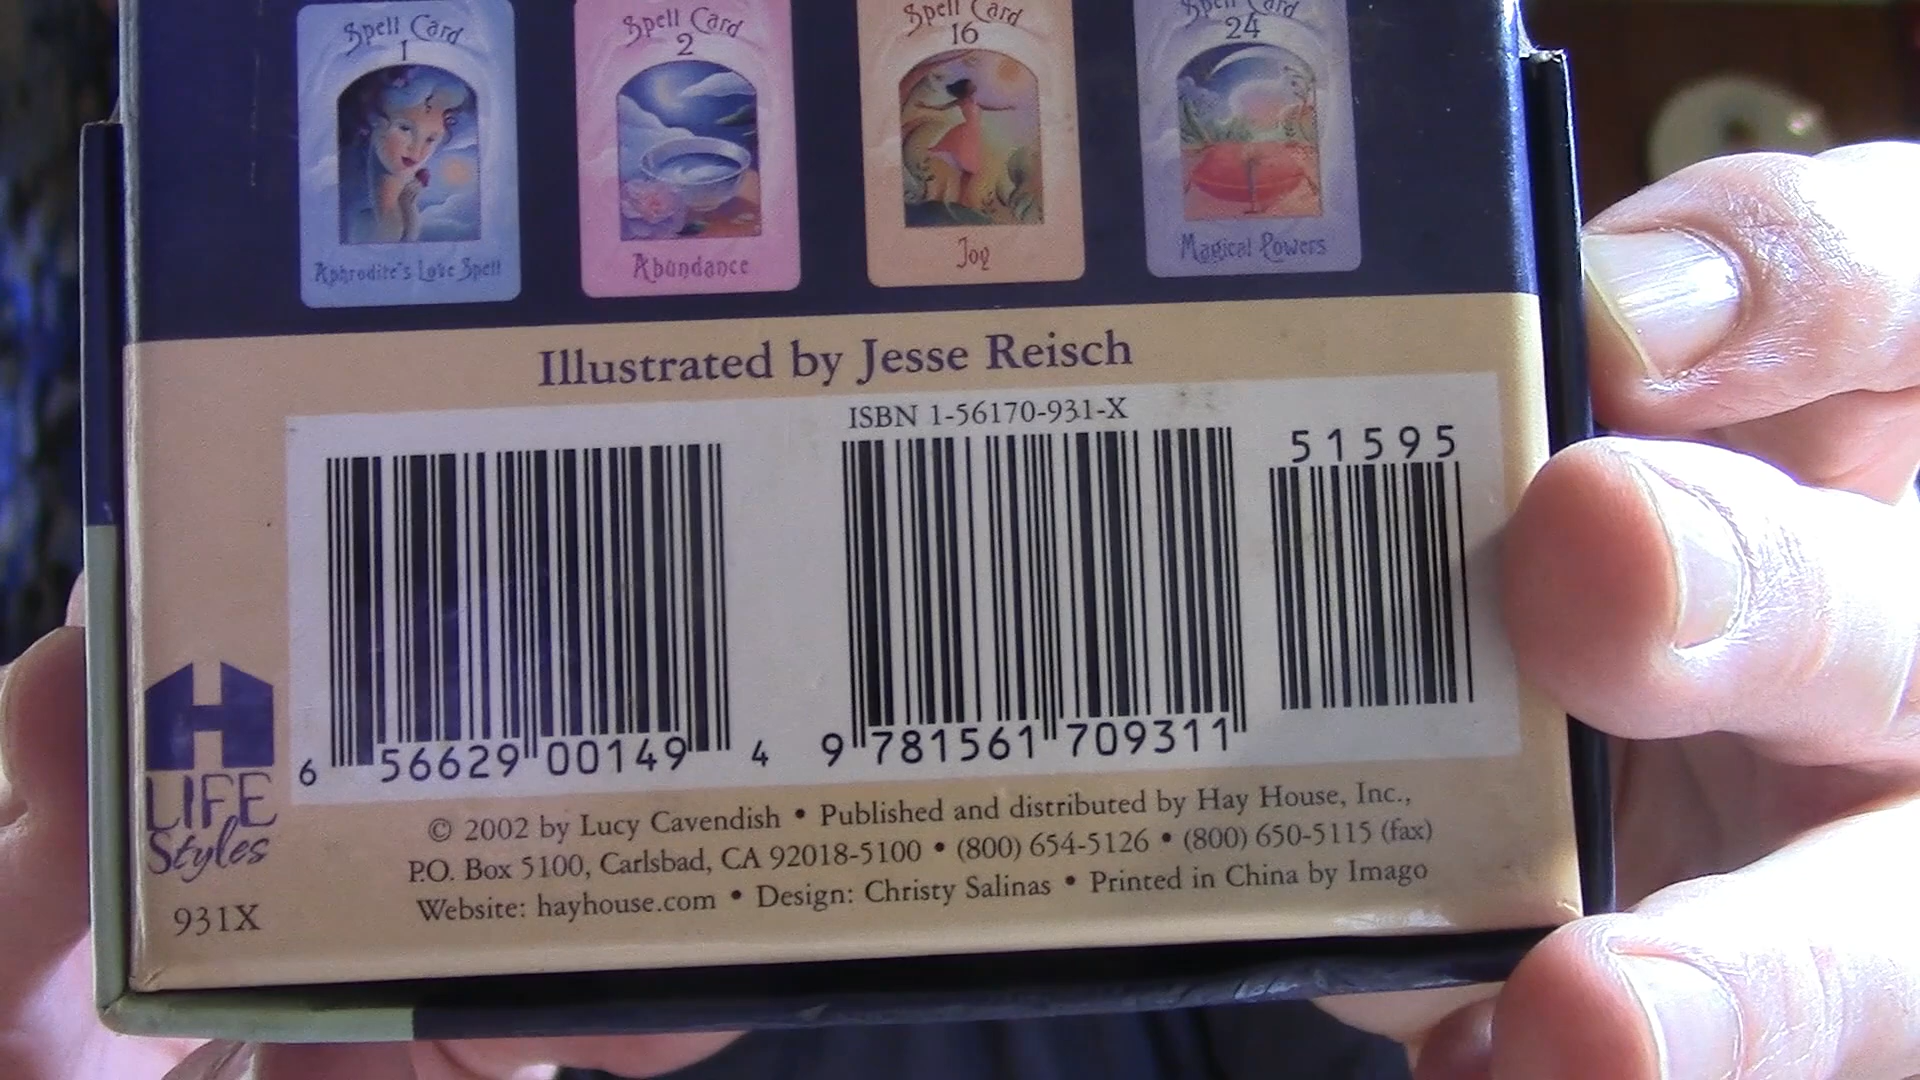 Spell Card
1
Aphrodite's Love Spell
Spell Card
2
Abundance
Spell Card
16
Joy
Spell Card
24
Magical Powers
Illustrated by Jesse Reisch
ISBN 1-56170-931-X
51595
6 56629 00149 4
9 781561 709311
H
LIFE
Styles
931X
© 2002 by Lucy Cavendish • Published and distributed by Hay House, Inc.,
P.O. Box 5100, Carlsbad, CA 92018-5100 • (800) 654-5126 • (800) 650-5115 (fax)
Website: hayhouse.com • Design: Christy Salinas • Printed in China by Imago